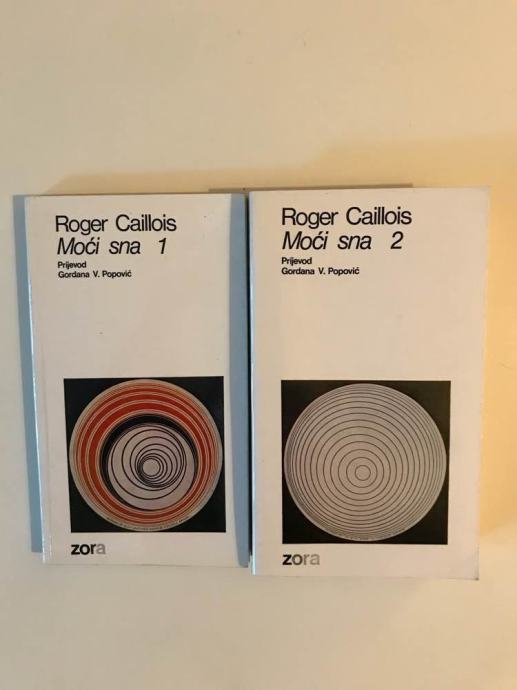 Roger Caillois
Moći sna 1
Prijevod
Gordana V. Popović
zora
Roger Caillois
Moći sna 2
Prijevod
Gordana V. Popović
zora